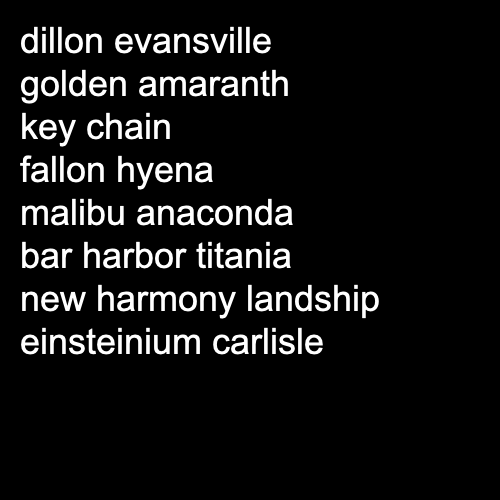 dillon evansville
golden amaranth
key chain
fallon hyena
malibu anaconda
bar harbor titania
new harmony landship
einsteinium carlisle